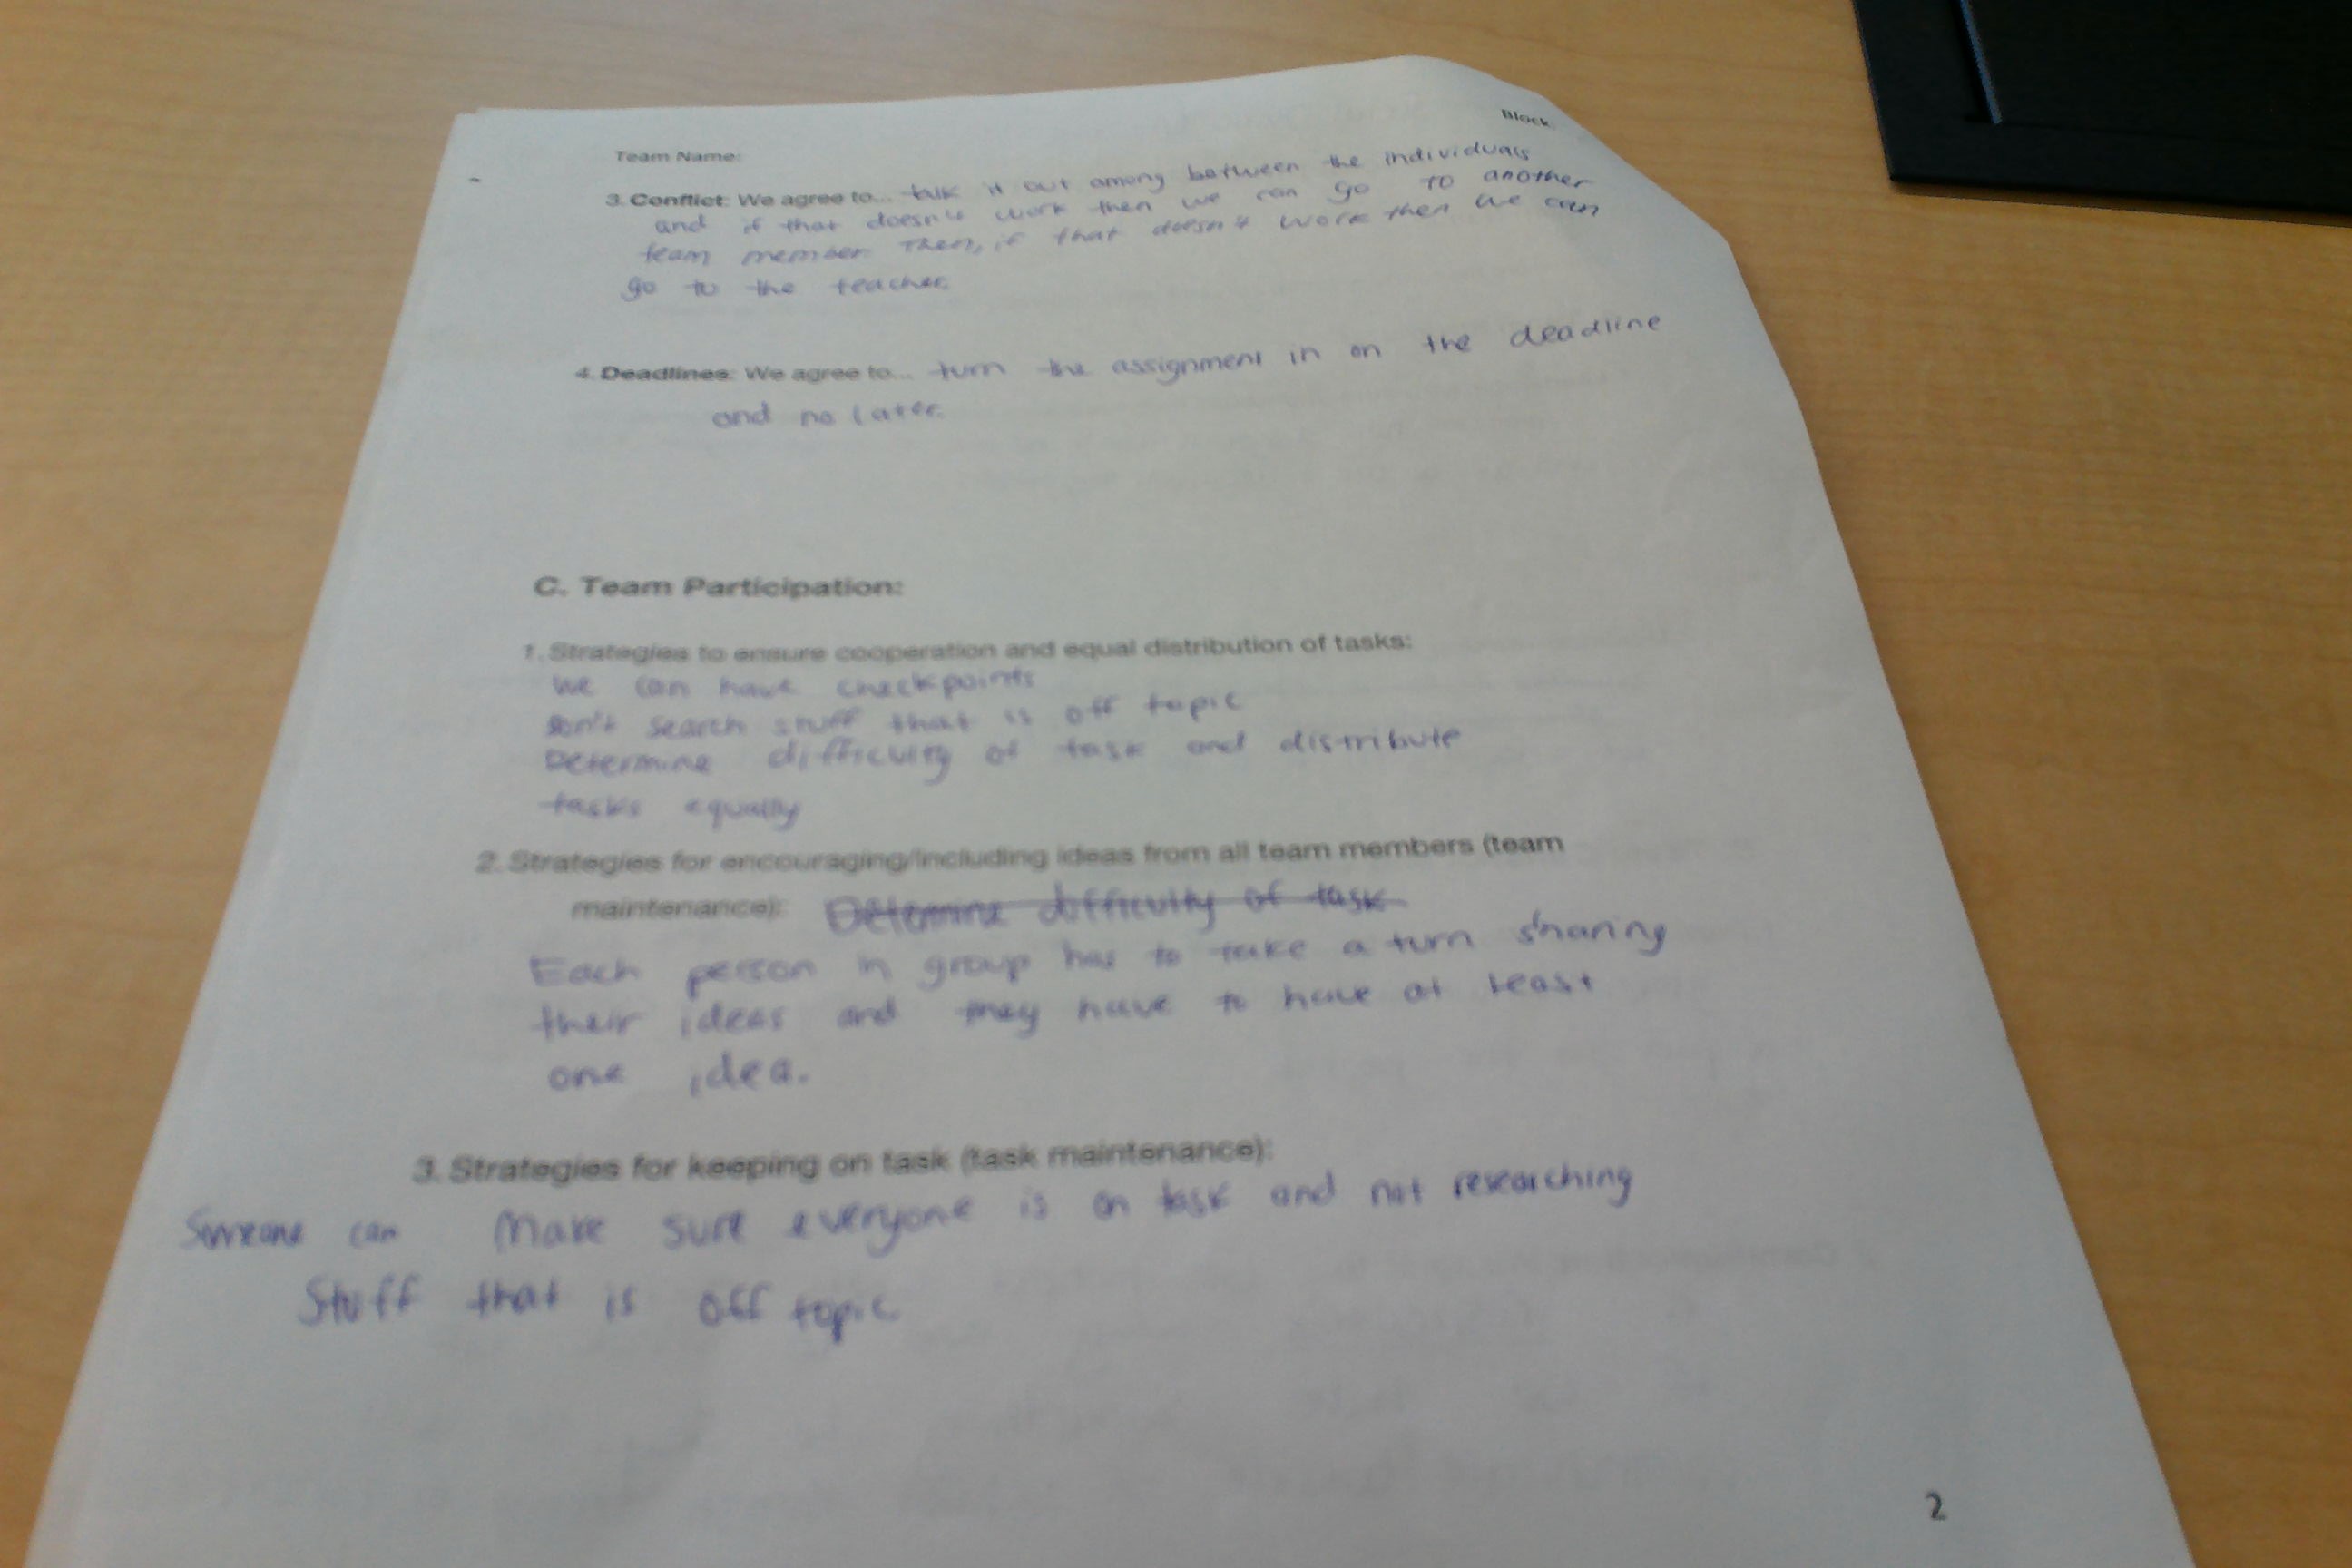 Block
Team Name:
3. Conflict: We agree to... talk it out among between the individuals
and if that doesn't work then we can go to another
team member. Then, if that doesn't work then we can
go to the teacher.
4. Deadlines: We agree to... turn the assignment in on the deadline
and no later.
C. Team Participation:
1. Strategies to ensure cooperation and equal distribution of tasks:
We can have checkpoints
Don't search stuff that is off topic
Determine difficulty of task and distribute
tasks equally
2. Strategies for encouraging/including ideas from all team members (team
maintenance): Determine difficulty of task
Each person in group has to take a turn sharing
their ideas and they have to have at least
one idea.
3. Strategies for keeping on task (task maintenance):
Someone can make sure everyone is on task and not researching
Stuff that is off topic
2